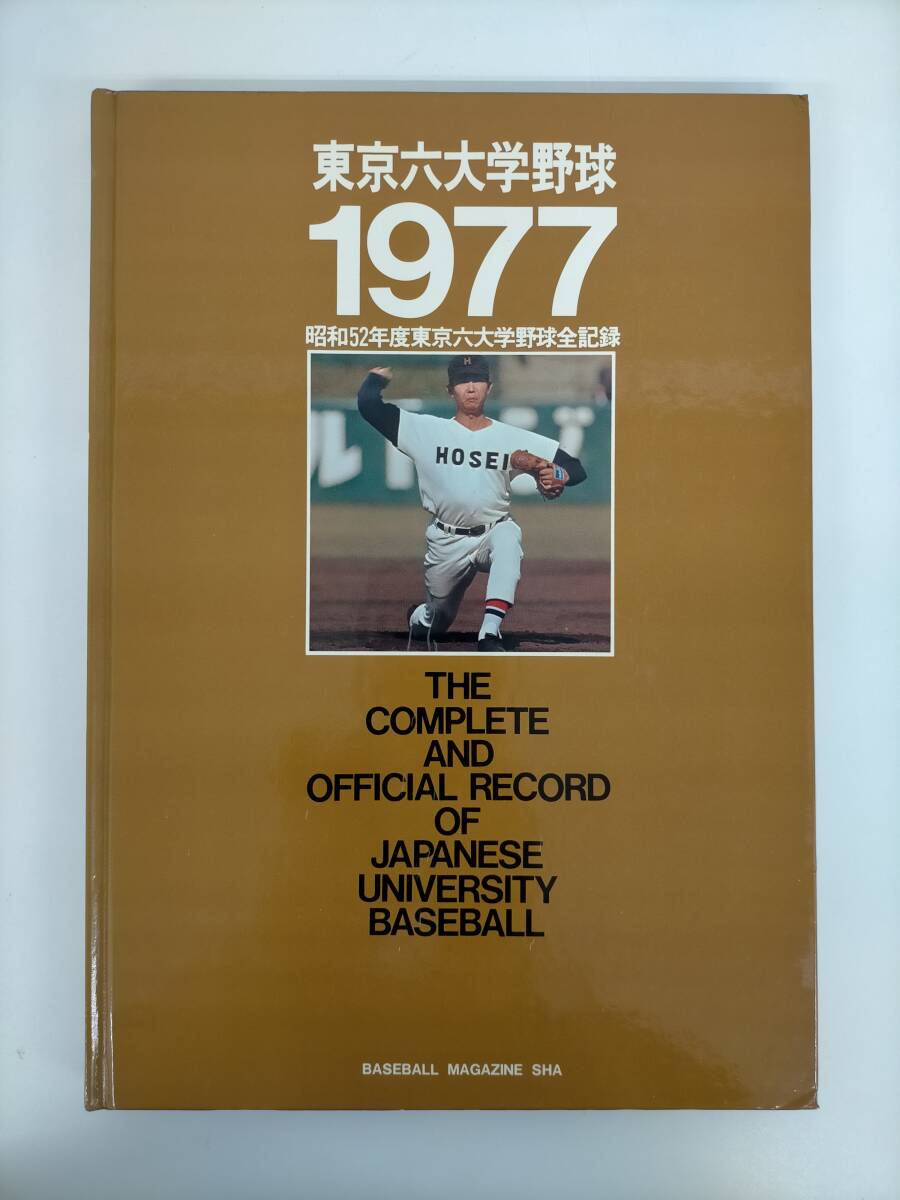 東京六大学野球
1977
昭和52年度東京六大学野球全記録
H
HOSEI
THE
COMPLETE
AND
OFFICIAL RECORD
OF
JAPANESE
UNIVERSITY
BASEBALL
BASEBALL MAGAZINE SHA